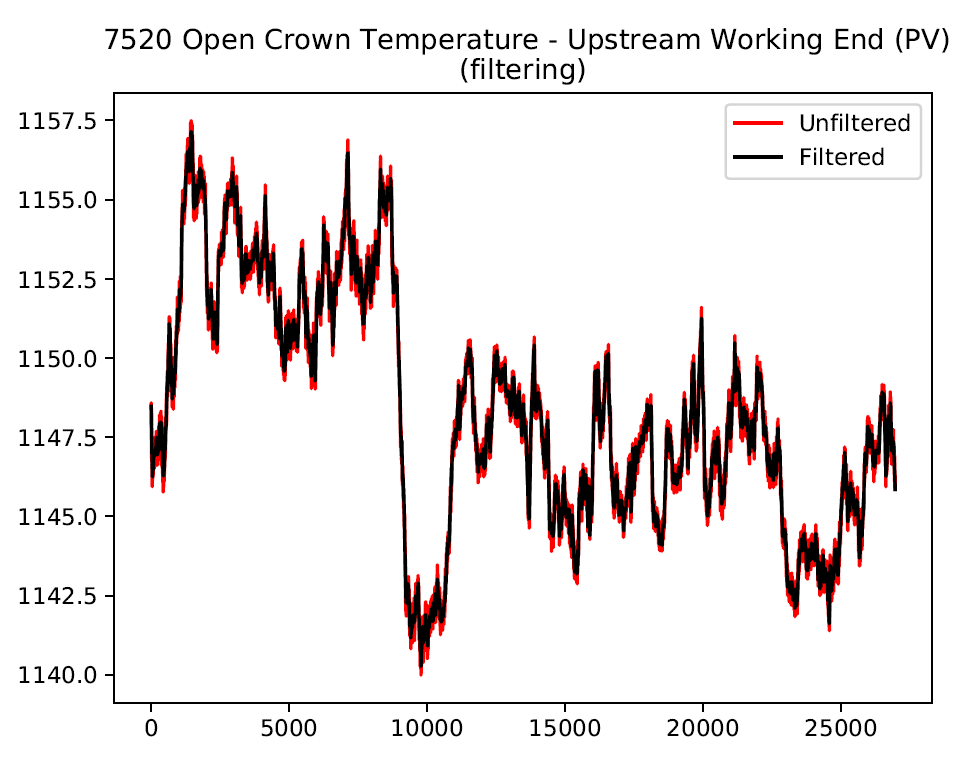 7520 Open Crown Temperature - Upstream Working End (PV)
(filtering)
1157.5
1155.0
1152.5
1150.0
1147.5
1145.0
1142.5
1140.0
Unfiltered
Filtered
0 5000 10000 15000 20000 25000